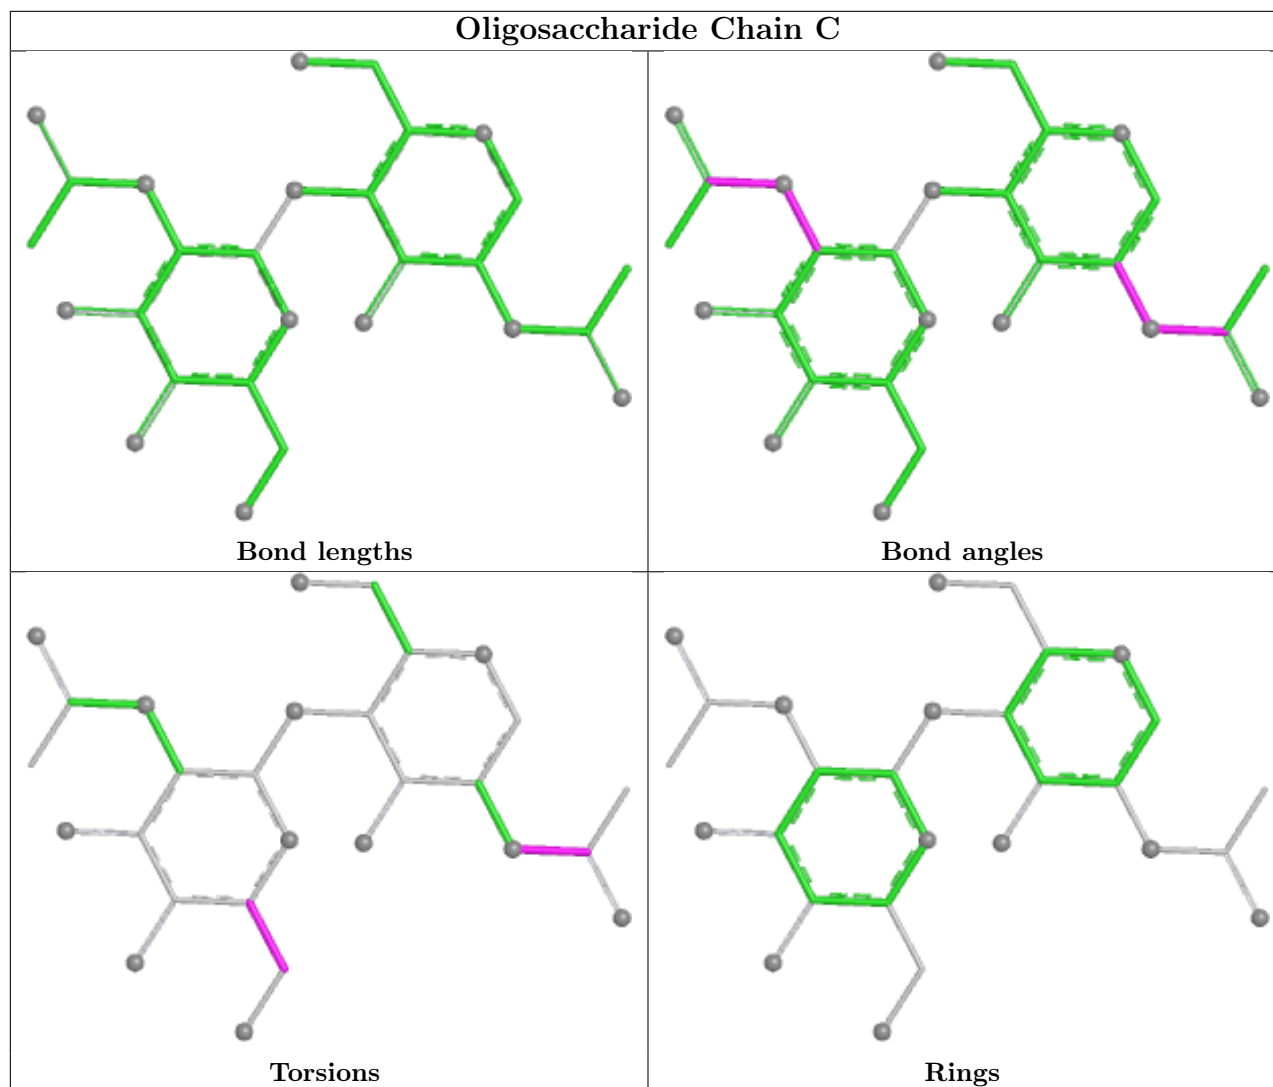 Oligosaccharide Chain C
Bond lengths
Bond angles
Torsions
Rings